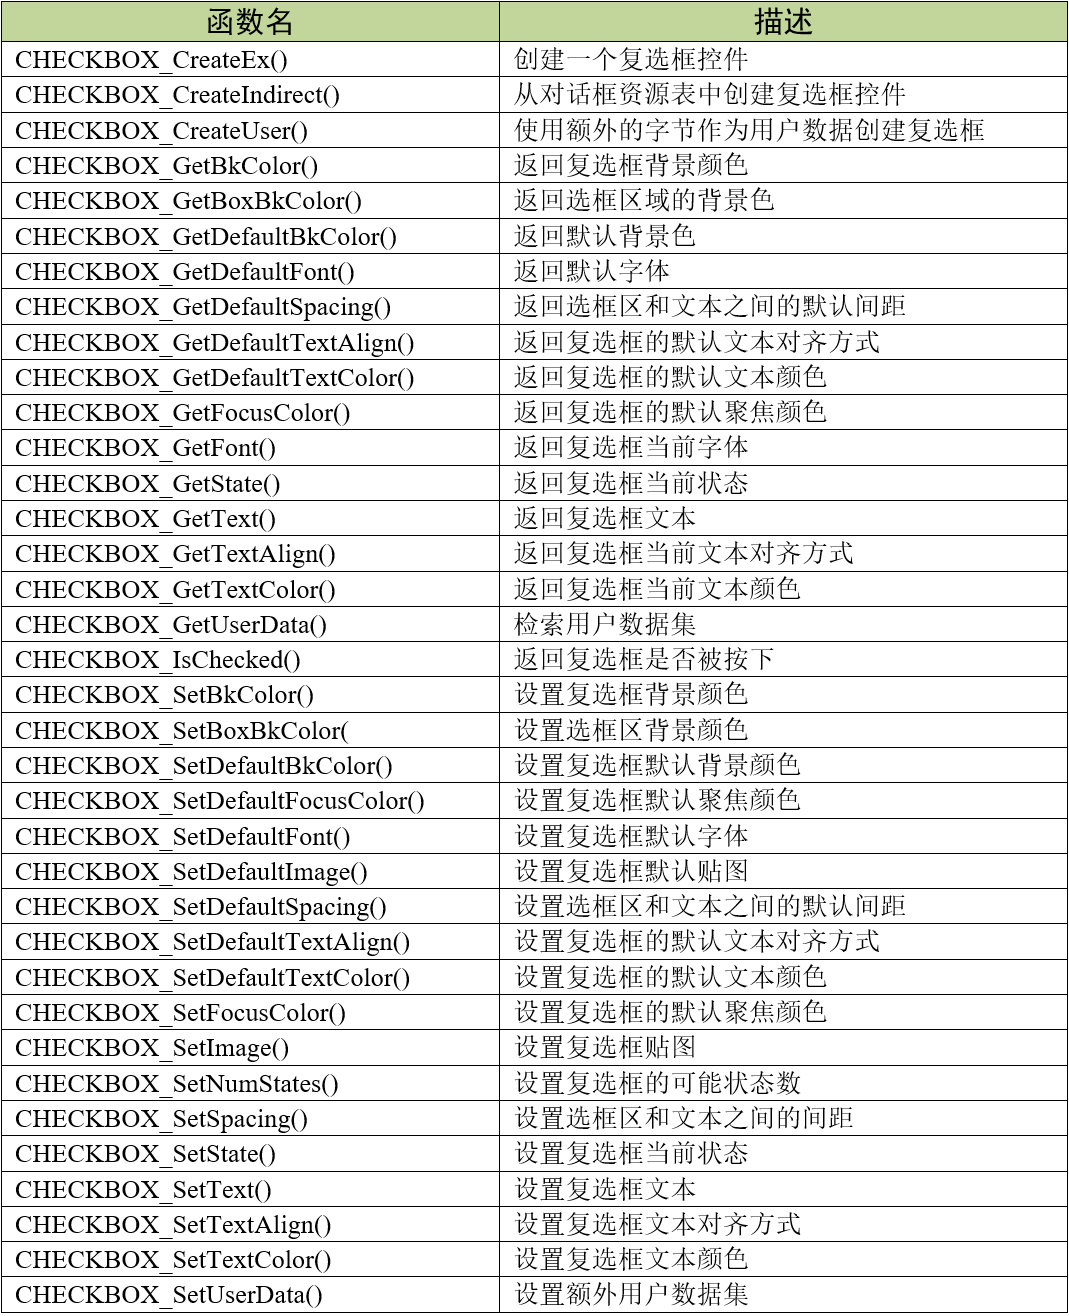 函数名 描述
CHECKBOX_CreateEx() 创建一个复选框控件
CHECKBOX_CreateIndirect() 从对话框资源表中创建复选框控件
CHECKBOX_CreateUser() 使用额外的字节作为用户数据创建复选框
CHECKBOX_GetBkColor() 返回复选框背景颜色
CHECKBOX_GetBoxBkColor() 返回选框区域的背景色
CHECKBOX_GetDefaultBkColor() 返回默认背景色
CHECKBOX_GetDefaultFont() 返回默认字体
CHECKBOX_GetDefaultSpacing() 返回选框区和文本之间的默认间距
CHECKBOX_GetDefaultTextAlign() 返回复选框的默认文本对齐方式
CHECKBOX_GetDefaultTextColor() 返回复选框的默认文本颜色
CHECKBOX_GetFocusColor() 返回复选框的默认聚焦颜色
CHECKBOX_GetFont() 返回复选框当前字体
CHECKBOX_GetState() 返回复选框当前状态
CHECKBOX_GetText() 返回复选框文本
CHECKBOX_GetTextAlign() 返回复选框当前文本对齐方式
CHECKBOX_GetTextColor() 返回复选框当前文本颜色
CHECKBOX_GetUserData() 检索用户数据集
CHECKBOX_IsChecked() 返回复选框是否被按下
CHECKBOX_SetBkColor() 设置复选框背景颜色
CHECKBOX_SetBoxBkColor( 设置选框区背景颜色
CHECKBOX_SetDefaultBkColor() 设置复选框默认背景颜色
CHECKBOX_SetDefaultFocusColor() 设置复选框默认聚焦颜色
CHECKBOX_SetDefaultFont() 设置复选框默认字体
CHECKBOX_SetDefaultImage() 设置复选框默认贴图
CHECKBOX_SetDefaultSpacing() 设置选框区和文本之间的默认间距
CHECKBOX_SetDefaultTextAlign() 设置复选框的默认文本对齐方式
CHECKBOX_SetDefaultTextColor() 设置复选框的默认文本颜色
CHECKBOX_SetFocusColor() 设置复选框的默认聚焦颜色
CHECKBOX_SetImage() 设置复选框贴图
CHECKBOX_SetNumStates() 设置复选框的可能状态数
CHECKBOX_SetSpacing() 设置选框区和文本之间的间距
CHECKBOX_SetState() 设置复选框当前状态
CHECKBOX_SetText() 设置复选框文本
CHECKBOX_SetTextAlign() 设置复选框文本对齐方式
CHECKBOX_SetTextColor() 设置复选框文本颜色
CHECKBOX_SetUserData() 设置额外用户数据集